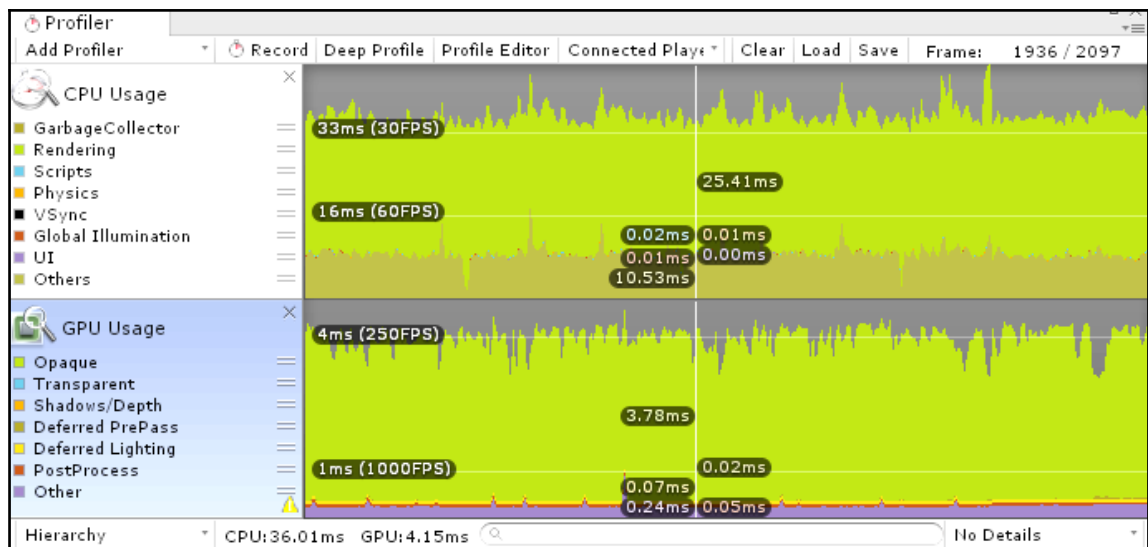 Profiler
Add Profiler Record Deep Profile Profile Editor Connected Playe Clear Load Save Frame: 1936 / 2097
CPU Usage
GarbageCollector
Rendering
Scripts
Physics
VSync
Global Illumination
UI
Others
33ms (30FPS)
25.41ms
16ms (60FPS)
0.02ms 0.01ms
0.01ms 0.00ms
10.53ms
GPU Usage
Opaque
Transparent
Shadows/Depth
Deferred PrePass
Deferred Lighting
PostProcess
Other
4ms (250FPS)
3.78ms
1ms (1000FPS)
0.02ms
0.07ms
0.24ms 0.05ms
Hierarchy CPU:36.01ms GPU:4.15ms No Details